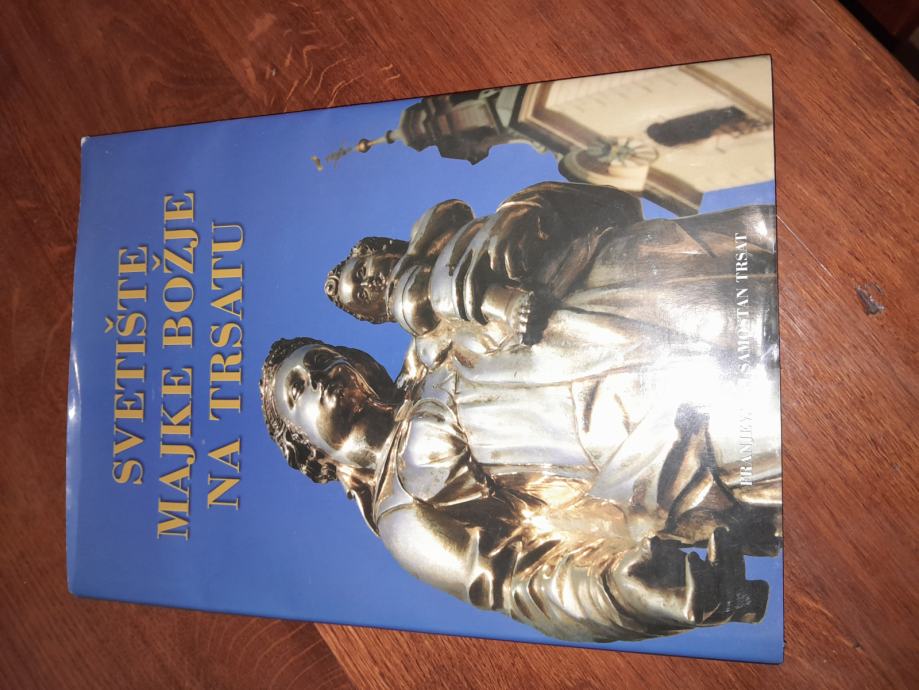 SVETIŠTE
MAJKE BOŽJE
NA TRSATU
SAMOSTAN TRSAT